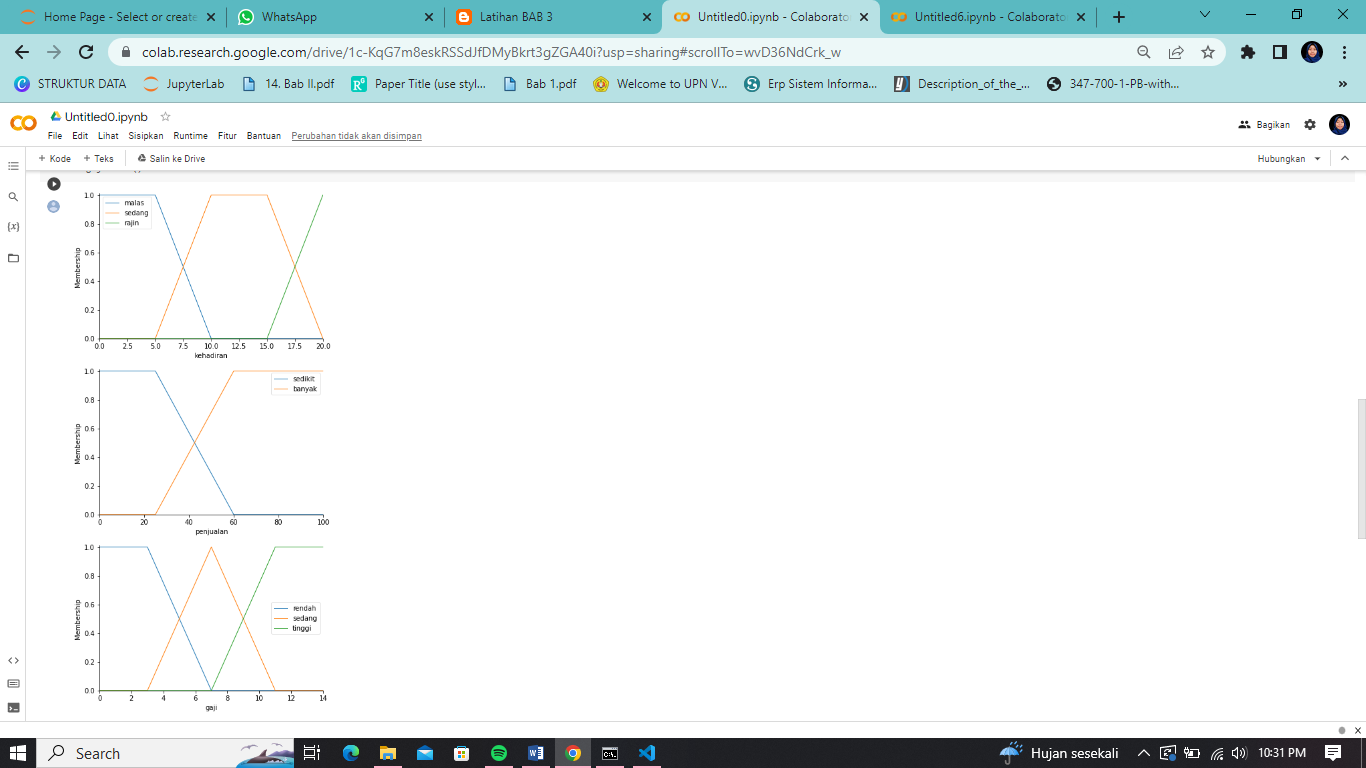 Home Page - Select or create
WhatsApp
Latihan BAB 3
Untitled0.ipynb - Colaborato
Untitled6.ipynb - Colaborato
colab.research.google.com/drive/1c-KqG7m8eskRSSdJfDMyBkrt3gZGA40i?usp=sharing#scrollTo=wvD36NdCrk_w
STRUKTUR DATA
JupyterLab
14. Bab II.pdf
Paper Title (use styl...
Bab 1.pdf
Welcome to UPN V...
Erp Sistem Informa...
Description_of_the_...
347-700-1-PB-with...
»
Untitled0.ipynb
File Edit Lihat Sisipkan Runtime Fitur Bantuan Perubahan tidak akan disimpan
Bagikan
+ Kode + Teks Salin ke Drive
Hubungkan
{x}
1.0
0.8
0.6
0.4
0.2
0.0
Membership
malas
sedang
rajin
0.0 2.5 5.0 7.5 10.0 12.5 15.0 17.5 20.0
kehadiran
1.0
0.8
0.6
0.4
0.2
0.0
Membership
sedikit
banyak
0 20 40 60 80 100
penjualan
1.0
0.8
0.6
0.4
0.2
0.0
Membership
rendah
sedang
tinggi
0 2 4 6 8 10 12 14
gaji
Search
Hujan sesekali
10:31 PM